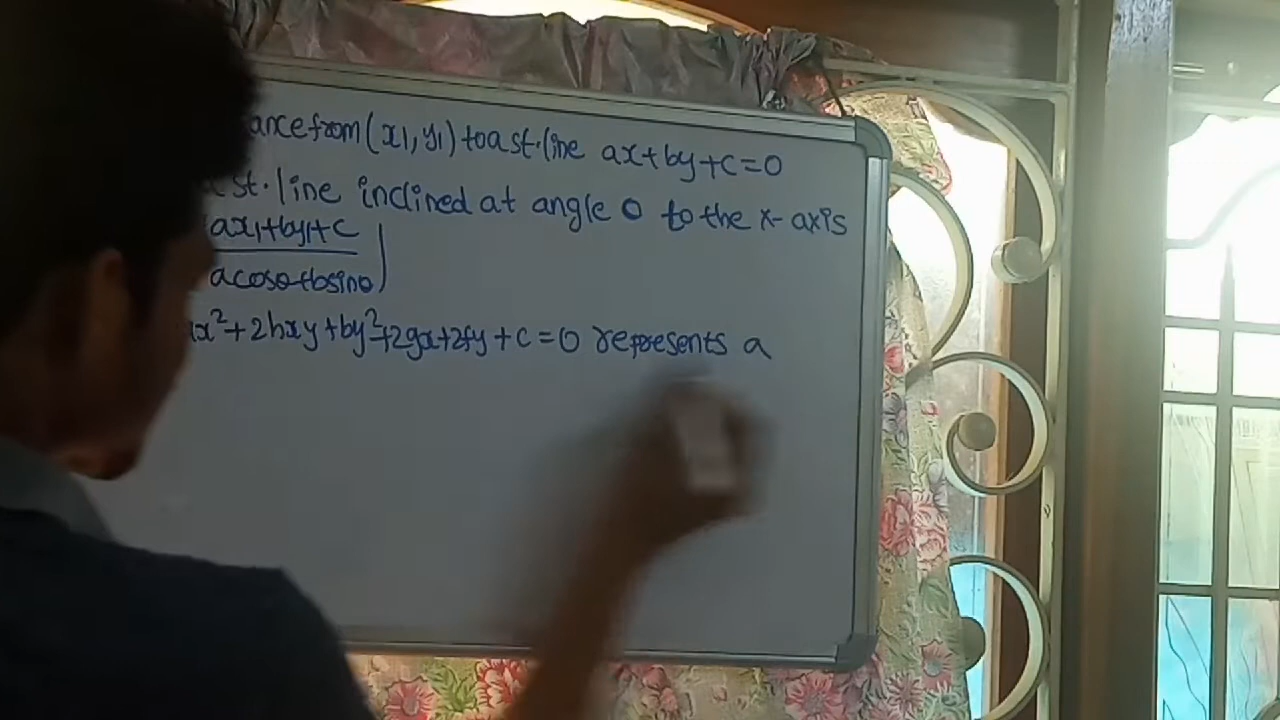 ance from (x1, y1) to a st. line ax+by+c=0
st. line inclined at angle θ to the x-axis
ax1+by1+c
acosθ+bsinθ|
x²+2hxy+by²+2gx+2fy+c=0 represents a